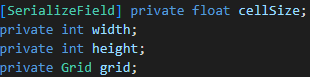 [SerializeField] private float cellSize;
private int width;
private int height;
private Grid grid;